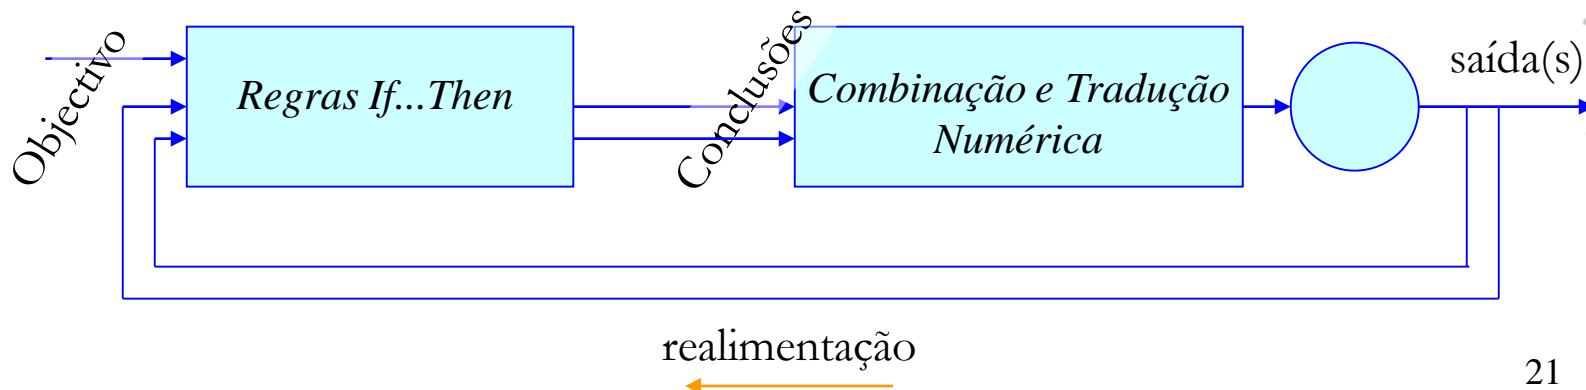 Objectivo
Regras If...Then
Conclusões
Combinação e Tradução
Numérica
saída(s)
realimentação
21